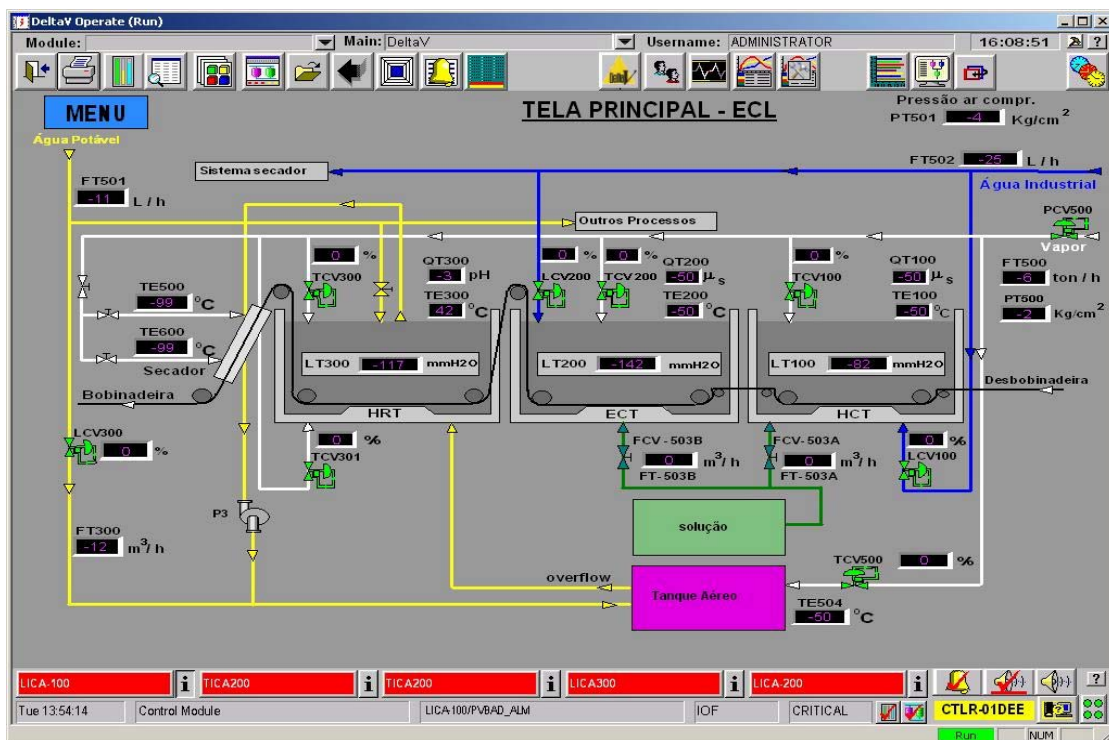 DeltaV Operate (Run)
Module: Main: DeltaV Username: ADMINISTRATOR 16:08:51 ?
MENU
TELA PRINCIPAL - ECL
Pressão ar compr.
PT501 -4 Kg/cm²
Água Potável
FT501
-11 L / h
Sistema secador
FT502 -25 L / h
Água Industrial
Outros Processos
PCV500
Vapor
0 %
TCV300
QT300
-3 pH
TE300
42 °C
0 %
LCV200
0 %
TCV200
QT200
-50 µs
TE200
-50 °C
0 %
TCV100
QT100
-50 µs
TE100
-50 °C
FT500
-6 ton / h
PT500
-2 Kg/cm²
TE500
-99 °C
TE600
-99 °C
Secador
Bobinadeira
LT300 -117 mmH2O
LT200 -142 mmH2O
LT100 -82 mmH2O
Desbobinadeira
HRT
ECT
HCT
LCV300
0 %
0 %
TCV301
FCV-503B
0 m³/ h
FT-503B
FCV-503A
0 m³/ h
FT-503A
0 %
LCV100
P3
solução
FT300
-12 m³/ h
overflow
Tanque Aéreo
TCV500
0 %
TE504
-50 °C
LICA-100 i TICA200 i TICA200 i LICA300 i LICA-200 i ?
Tue 13:54:14 Control Module LICA-100/PVBAD_ALM IOF CRITICAL CTLR-01DEE
Run NUM